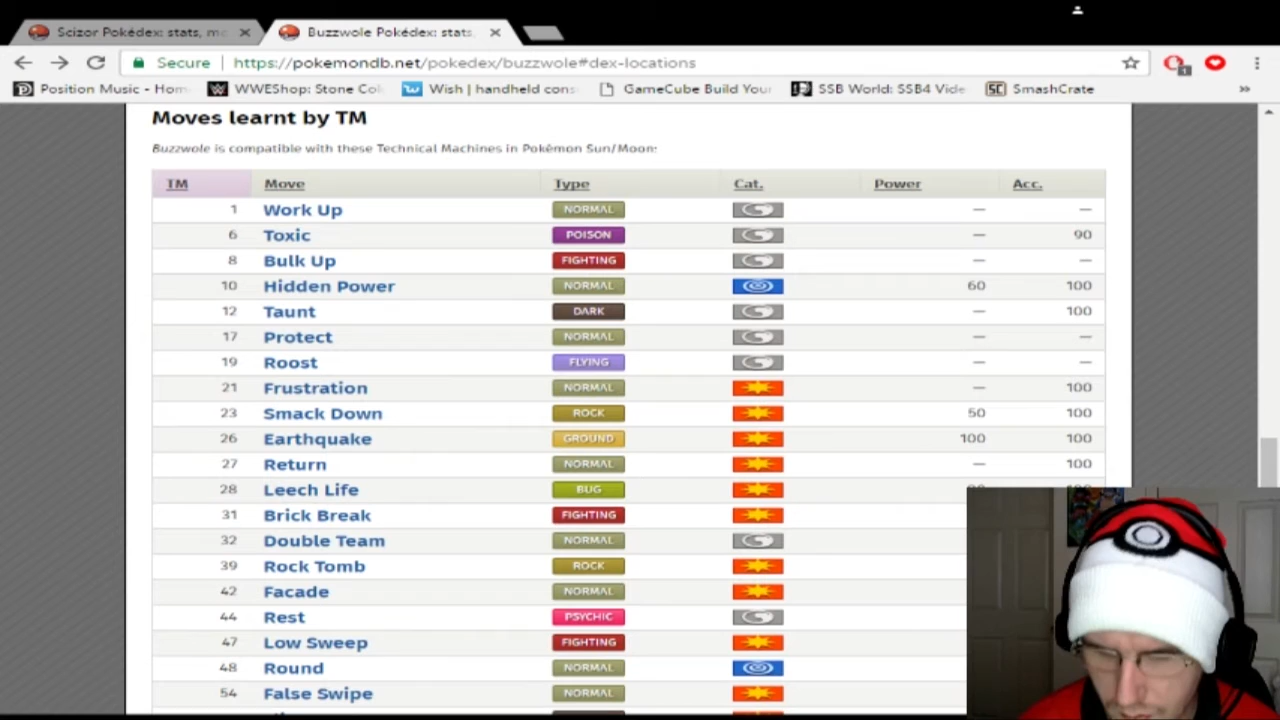 Scizor Pokédex: stats, mo
Buzzwole Pokédex: stats,
Secure https://pokemondb.net/pokedex/buzzwole#dex-locations
1
Position Music - Hom
WWEShop: Stone Col
Wish | handheld cons
GameCube Build Your
SSB World: SSB4 Vide
SC SmashCrate
»
Moves learnt by TM
Buzzwole is compatible with these Technical Machines in Pokémon Sun/Moon:
TM Move Type Cat. Power Acc.
1 Work Up NORMAL — —
6 Toxic POISON — 90
8 Bulk Up FIGHTING — —
10 Hidden Power NORMAL 60 100
12 Taunt DARK — 100
17 Protect NORMAL — —
19 Roost FLYING — —
21 Frustration NORMAL — 100
23 Smack Down ROCK 50 100
26 Earthquake GROUND 100 100
27 Return NORMAL — 100
28 Leech Life BUG
31 Brick Break FIGHTING
32 Double Team NORMAL
39 Rock Tomb ROCK
42 Facade NORMAL
44 Rest PSYCHIC
47 Low Sweep FIGHTING
48 Round NORMAL
54 False Swipe NORMAL